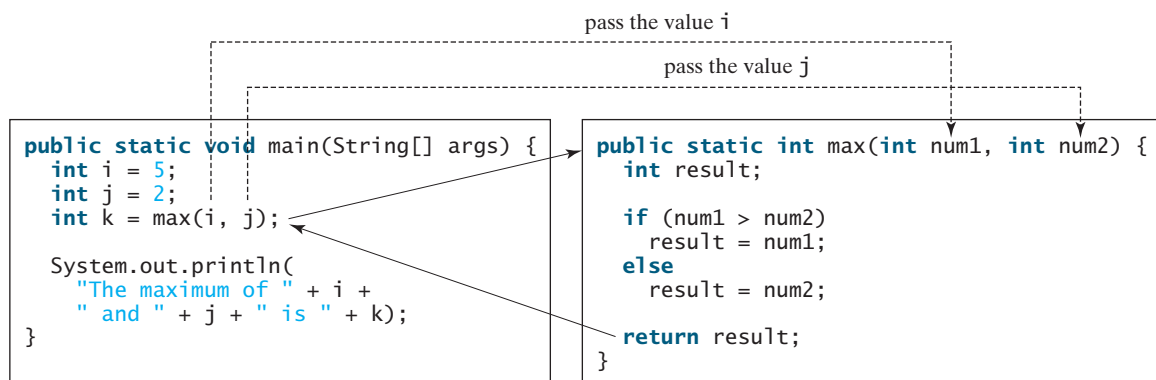 pass the value i
pass the value j
public static void main(String[] args) {
int i = 5;
int j = 2;
int k = max(i, j);
System.out.println(
"The maximum of " + i +
" and " + j + " is " + k);
}
public static int max(int num1, int num2) {
int result;
if (num1 > num2)
result = num1;
else
result = num2;
return result;
}